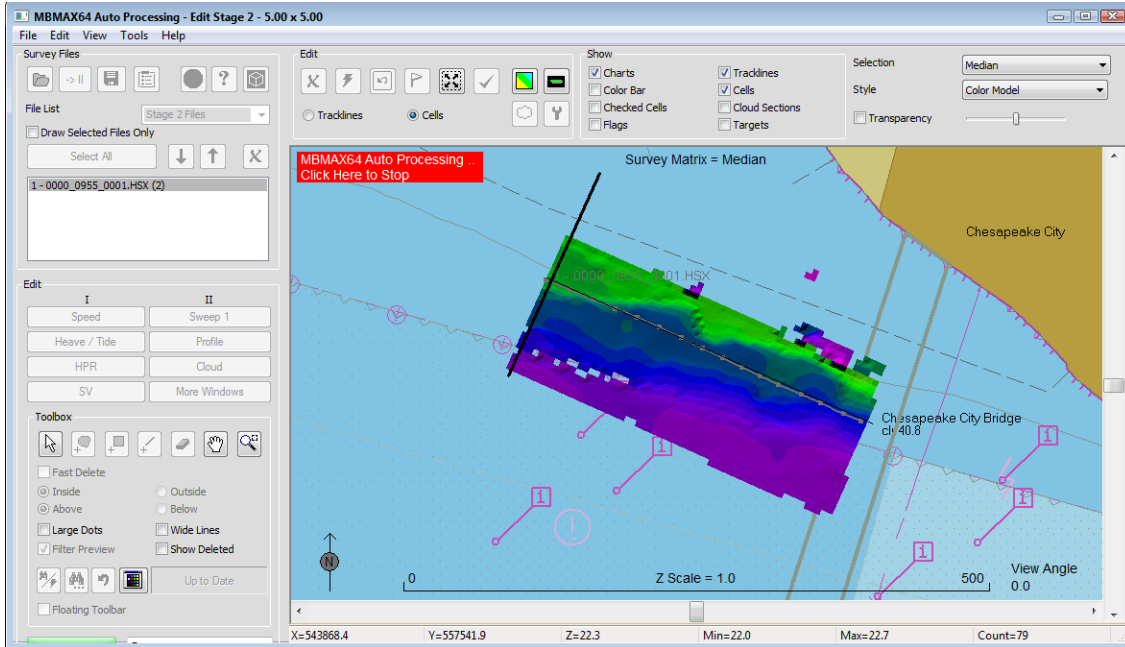 MBMAX64 Auto Processing - Edit Stage 2 - 5.00 x 5.00
File Edit View Tools Help
Survey Files
-> II
?
File List
Stage 2 Files
Draw Selected Files Only
Select All
X
1 - 0000_0955_0001.HSX (2)
Edit
X
Tracklines
Cells
Show
Charts
Color Bar
Checked Cells
Flags
Tracklines
Cells
Cloud Sections
Targets
Selection
Median
Style
Color Model
Transparency
Edit
I II
Speed Sweep 1
Heave / Tide Profile
HPR Cloud
SV More Windows
Toolbox
Fast Delete
Inside Outside
Above Below
Large Dots Wide Lines
Filter Preview Show Deleted
Up to Date
Floating Toolbar
MBMAX64 Auto Processing ..
Click Here to Stop
Survey Matrix = Median
Chesapeake City
- 0000_0955_0001.HSX
Chesapeake City Bridge
40.8
i
i
i
i
i
N
0 Z Scale = 1.0 500
View Angle
0.0
X=543868.4 Y=557541.9 Z=22.3 Min=22.0 Max=22.7 Count=79